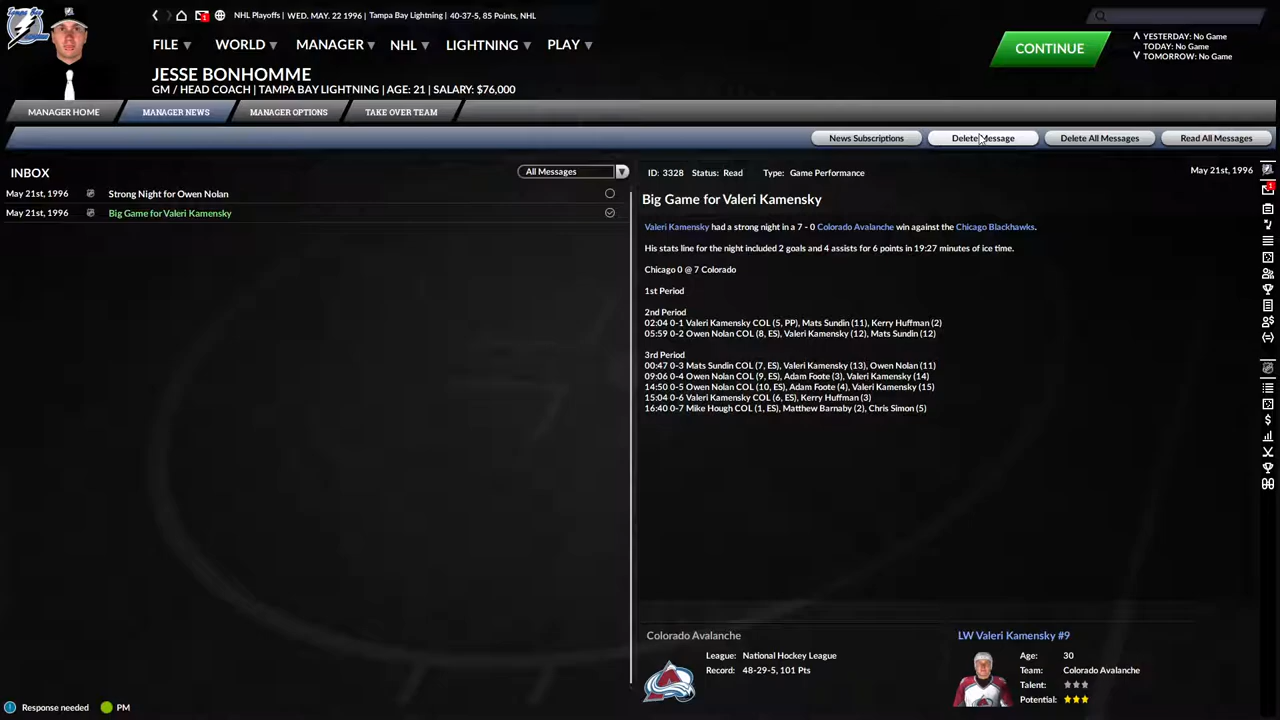 NHL Playoffs | WED. MAY. 22 1996 | Tampa Bay Lightning | 40-37-5, 85 Points, NHL
FILE WORLD MANAGER NHL LIGHTNING PLAY
CONTINUE
YESTERDAY: No Game
TODAY: No Game
TOMORROW: No Game
JESSE BONHOMME
GM / HEAD COACH | TAMPA BAY LIGHTNING | AGE: 21 | SALARY: $76,000
MANAGER HOME MANAGER NEWS MANAGER OPTIONS TAKE OVER TEAM
News Subscriptions Delete Message Delete All Messages Read All Messages
INBOX
All Messages
May 21st, 1996 Strong Night for Owen Nolan
May 21st, 1996 Big Game for Valeri Kamensky
ID: 3328 Status: Read Type: Game Performance May 21st, 1996
Big Game for Valeri Kamensky
Valeri Kamensky had a strong night in a 7 - 0 Colorado Avalanche win against the Chicago Blackhawks.
His stats line for the night included 2 goals and 4 assists for 6 points in 19:27 minutes of ice time.
Chicago 0 @ 7 Colorado
1st Period
2nd Period
02:04 0-1 Valeri Kamensky COL (5, PP), Mats Sundin (11), Kerry Huffman (2)
05:59 0-2 Owen Nolan COL (8, ES), Valeri Kamensky (12), Mats Sundin (12)
3rd Period
00:47 0-3 Mats Sundin COL (7, ES), Valeri Kamensky (13), Owen Nolan (11)
09:06 0-4 Owen Nolan COL (9, ES), Adam Foote (3), Valeri Kamensky (14)
14:50 0-5 Owen Nolan COL (10, ES), Adam Foote (4), Valeri Kamensky (15)
15:04 0-6 Valeri Kamensky COL (6, ES), Kerry Huffman (3)
16:40 0-7 Mike Hough COL (1, ES), Matthew Barnaby (2), Chris Simon (5)
Colorado Avalanche
League: National Hockey League
Record: 48-29-5, 101 Pts
LW Valeri Kamensky #9
Age: 30
Team: Colorado Avalanche
Talent:
Potential:
Response needed PM